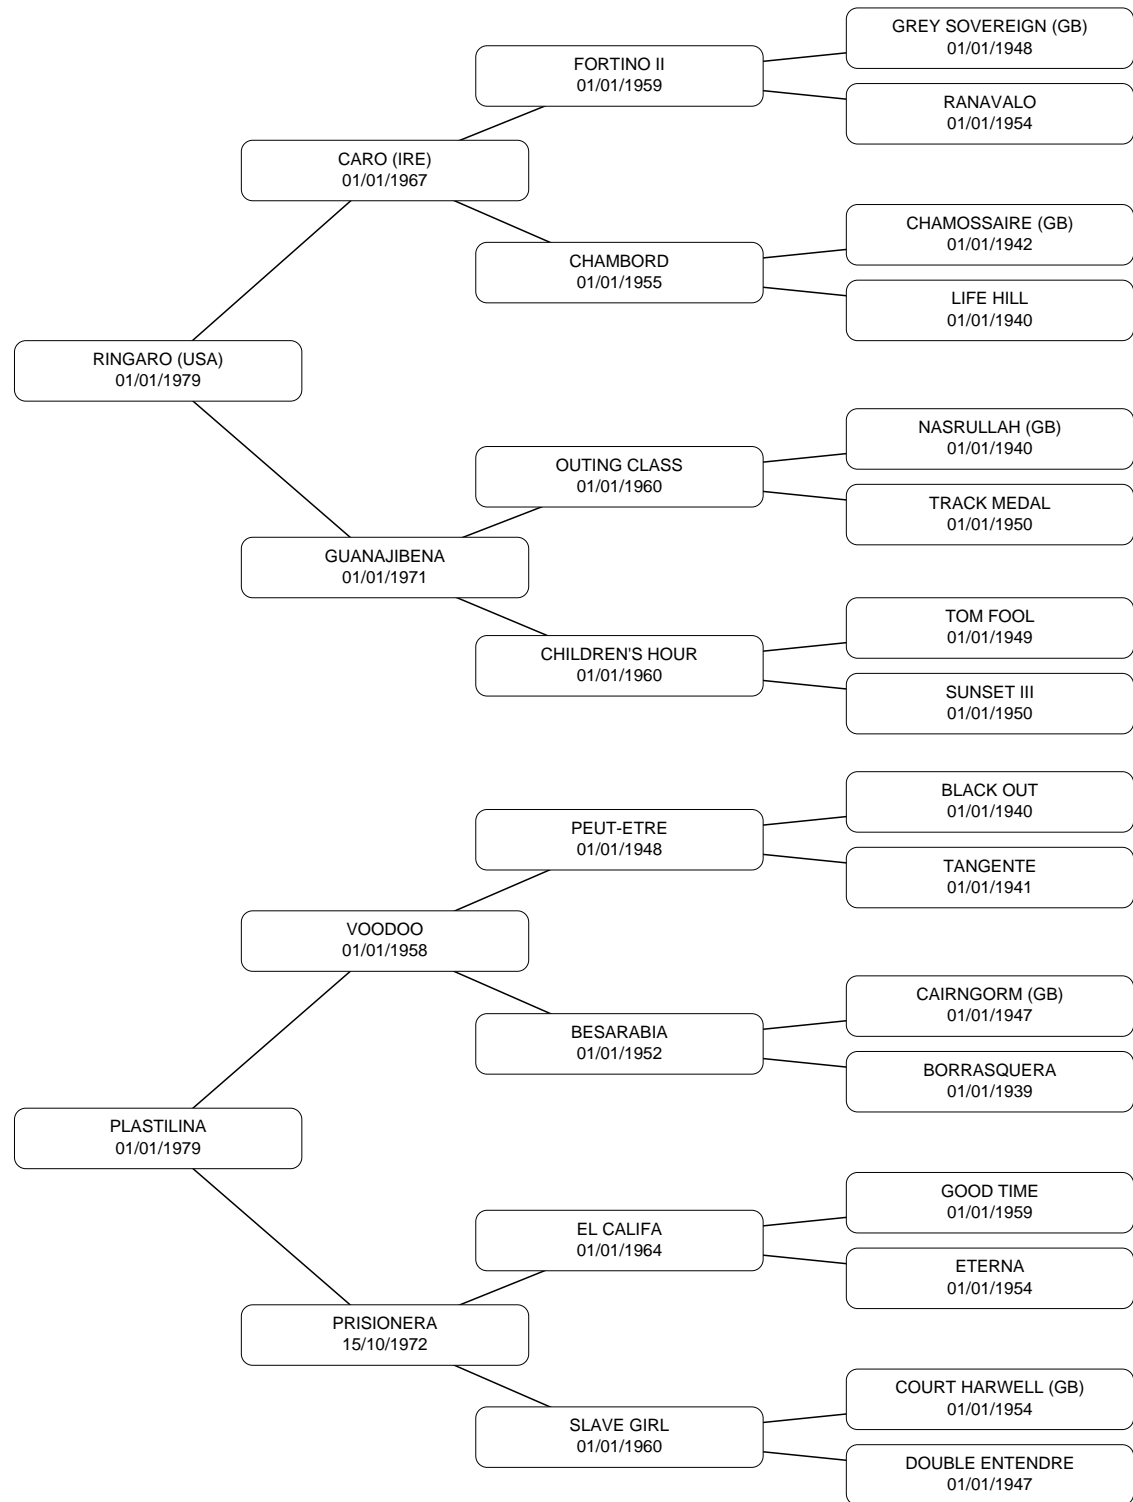 GREY SOVEREIGN (GB)
01/01/1948
FORTINO II
01/01/1959
RANAVALO
01/01/1954
CARO (IRE)
01/01/1967
CHAMOSSAIRE (GB)
01/01/1942
CHAMBORD
01/01/1955
LIFE HILL
01/01/1940
RINGARO (USA)
01/01/1979
NASRULLAH (GB)
01/01/1940
OUTING CLASS
01/01/1960
TRACK MEDAL
01/01/1950
GUANAJIBENA
01/01/1971
TOM FOOL
01/01/1949
CHILDREN'S HOUR
01/01/1960
SUNSET III
01/01/1950
BLACK OUT
01/01/1940
PEUT-ETRE
01/01/1948
TANGENTE
01/01/1941
VOODOO
01/01/1958
CAIRNGORM (GB)
01/01/1947
BESARABIA
01/01/1952
BORRASQUERA
01/01/1939
PLASTILINA
01/01/1979
GOOD TIME
01/01/1959
EL CALIFA
01/01/1964
ETERNA
01/01/1954
PRISIONERA
15/10/1972
COURT HARWELL (GB)
01/01/1954
SLAVE GIRL
01/01/1960
DOUBLE ENTENDRE
01/01/1947